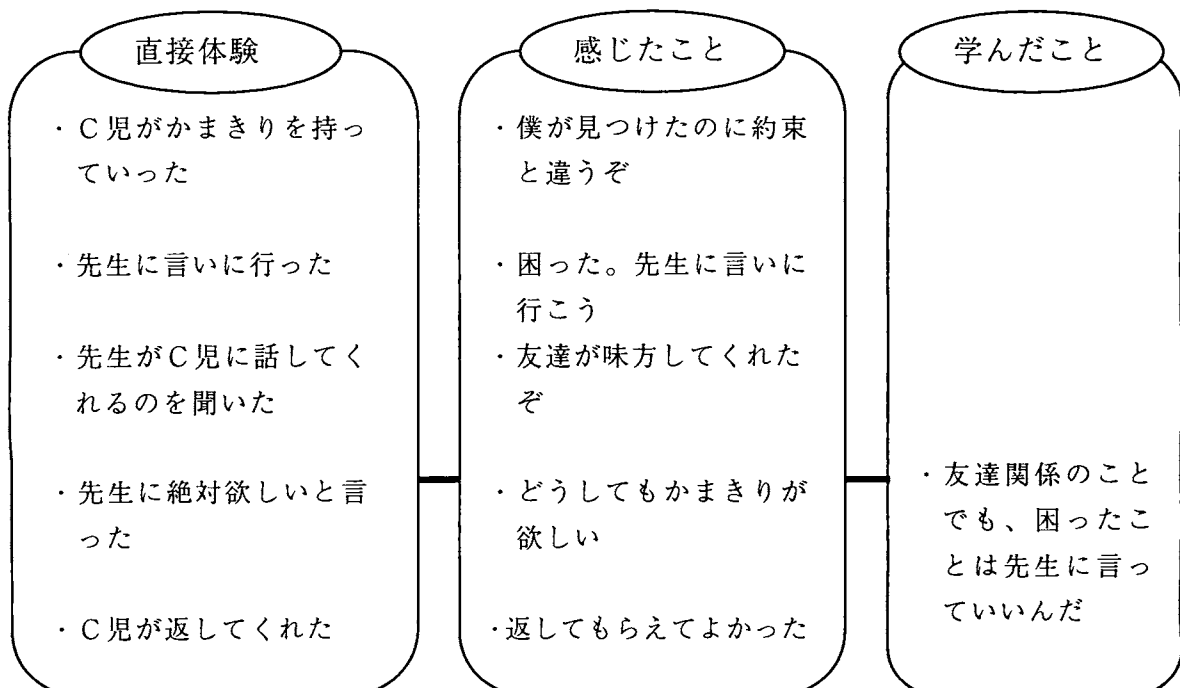 直接体験
・C児がかまきりを持っ
ていった
・先生に言いに行った
・先生がC児に話してく
れるのを聞いた
・先生に絶対欲しいと言
った
・C児が返してくれた
感じたこと
・僕が見つけたのに約束
と違うぞ
・困った。先生に言いに
行こう
・友達が味方してくれた
ぞ
・どうしてもかまきりが
欲しい
・返してもらえてよかった
学んだこと
・友達関係のこと
でも、困ったこ
とは先生に言っ
ていいんだ